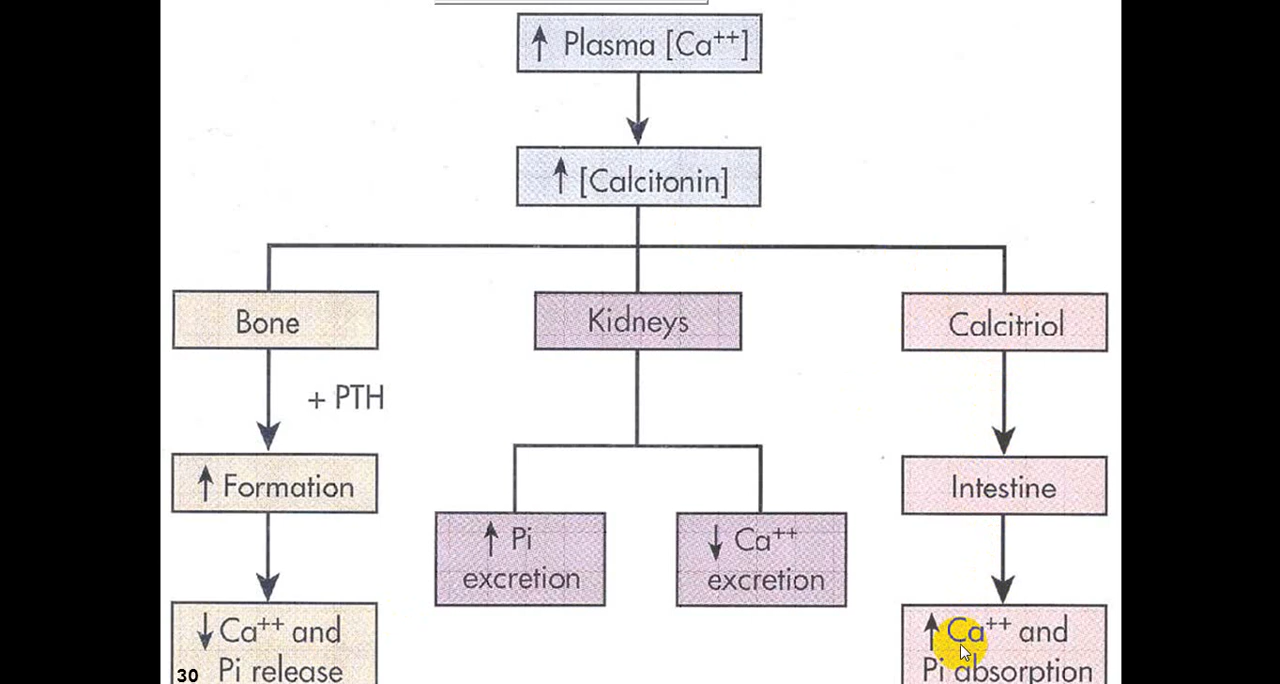 ↑ Plasma [Ca⁺⁺]
↑ [Calcitonin]
Bone
Kidneys
Calcitriol
+ PTH
↑ Formation
Intestine
↑ Pi
excretion
↓ Ca⁺⁺
excretion
↓ Ca⁺⁺ and
Pi release
↑ Ca⁺⁺ and
Pi absorption
30